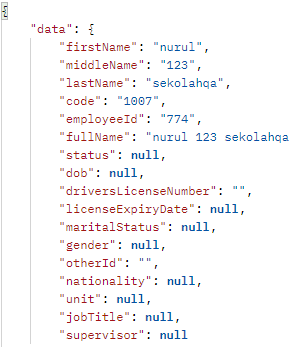 {
"data": {
"firstName": "nurul",
"middleName": "123",
"lastName": "sekolahqa",
"code": "1007",
"employeeId": "774",
"fullName": "nurul 123 sekolahqa
"status": null,
"dob": null,
"driversLicenseNumber": "",
"licenseExpiryDate": null,
"maritalStatus": null,
"gender": null,
"otherId": "",
"nationality": null,
"unit": null,
"jobTitle": null,
"supervisor": null